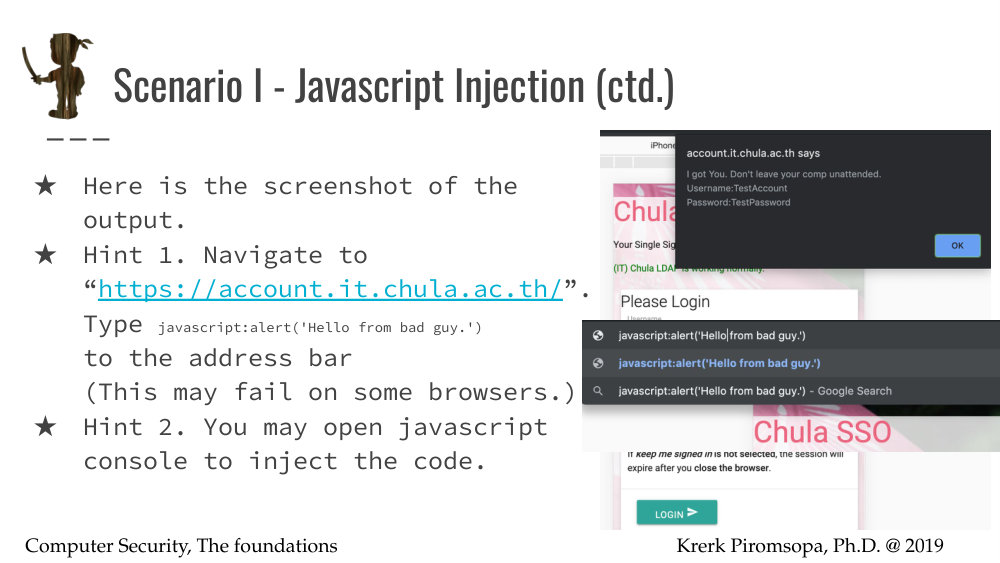 Scenario I - Javascript Injection (ctd.)
★ Here is the screenshot of the
output.
★ Hint 1. Navigate to
“https://account.it.chula.ac.th/”.
Type javascript:alert('Hello from bad guy.')
to the address bar
(This may fail on some browsers.)
★ Hint 2. You may open javascript
console to inject the code.
iPhone
account.it.chula.ac.th says
I got You. Don't leave your comp unattended.
Username:TestAccount
Password:TestPassword
OK
Chula
Your Single Sig
(IT) Chula LDAP is working normally.
Please Login
Username
javascript:alert('Hello from bad guy.')
javascript:alert('Hello from bad guy.')
javascript:alert('Hello from bad guy.') - Google Search
Chula SSO
If keep me signed in is not selected, the session will
expire after you close the browser.
LOGIN
Computer Security, The foundations
Krerk Piromsopa, Ph.D. @ 2019